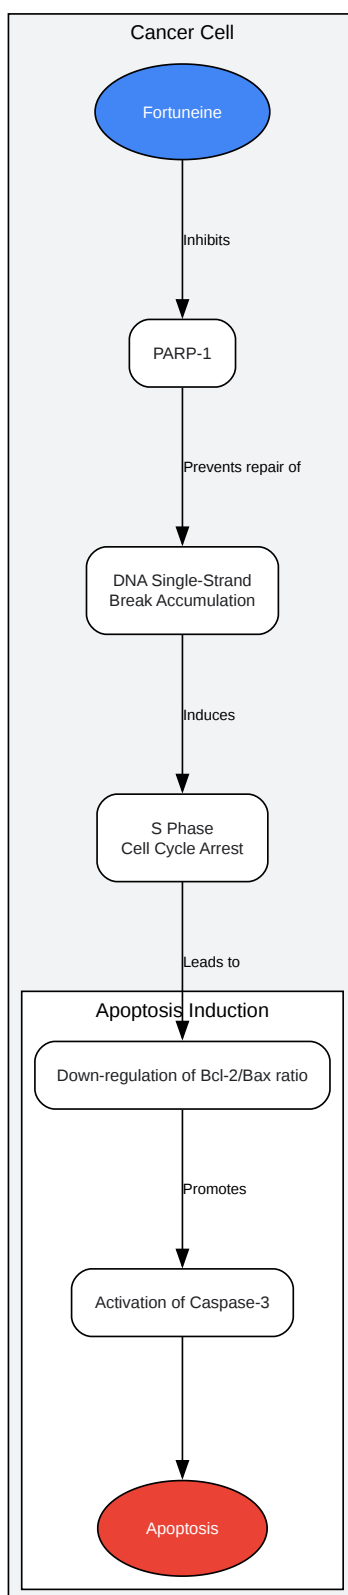 Cancer Cell
Fortuneine
Inhibits
PARP-1
Prevents repair of
DNA Single-Strand
Break Accumulation
Induces
S Phase
Cell Cycle Arrest
Leads to
Apoptosis Induction
Down-regulation of Bcl-2/Bax ratio
Promotes
Activation of Caspase-3
Apoptosis